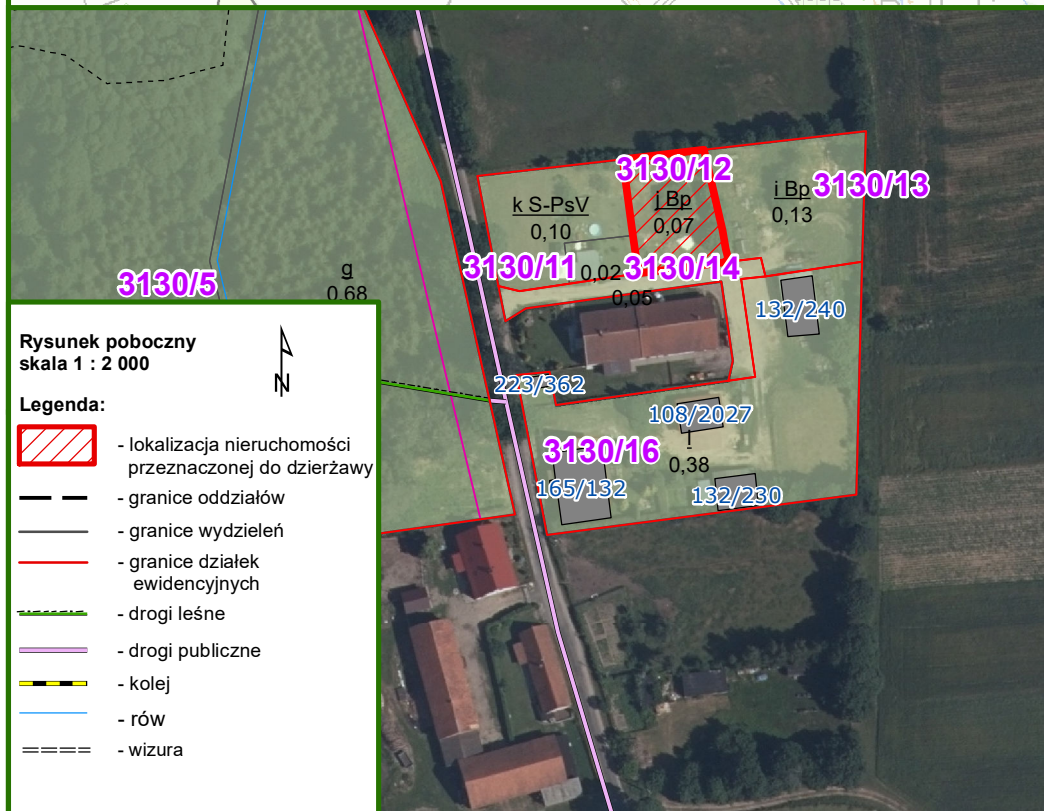 3130/12
3130/13
k S-PsV
0,10
j Bp
0,07
i Bp
0,13
3130/11
0,02
3130/14
0,05
3130/5
g
0.68
132/240
223/362
108/2027
3130/16
l
0,38
165/132
132/230
Rysunek poboczny
skala 1 : 2 000
N
Legenda:
- lokalizacja nieruchomości
przeznaczonej do dzierżawy
- granice oddziałów
- granice wydzieleń
- granice działek
ewidencyjnych
- drogi leśne
- drogi publiczne
- kolej
- rów
- wizura